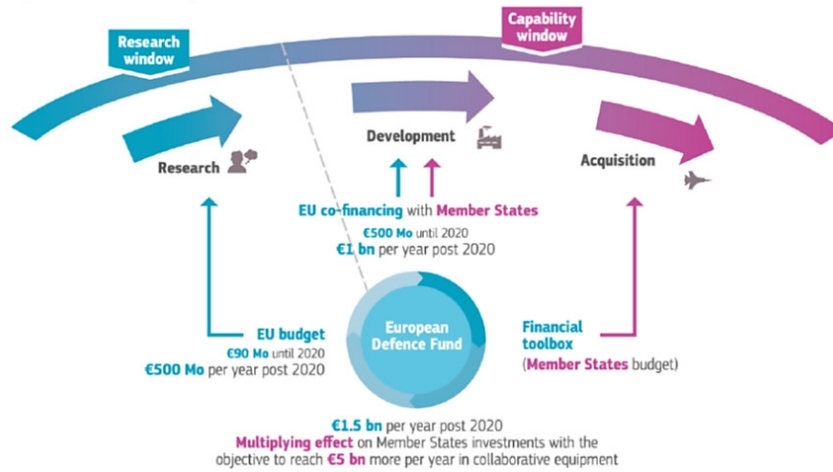 Research
window
Capability
window
Research
Development
Acquisition
EU co-financing with Member States
€500 Mo until 2020
€1 bn per year post 2020
EU budget
€90 Mo until 2020
€500 Mo per year post 2020
European
Defence Fund
Financial
toolbox
(Member States budget)
€1.5 bn per year post 2020
Multiplying effect on Member States investments with the
objective to reach €5 bn more per year in collaborative equipment